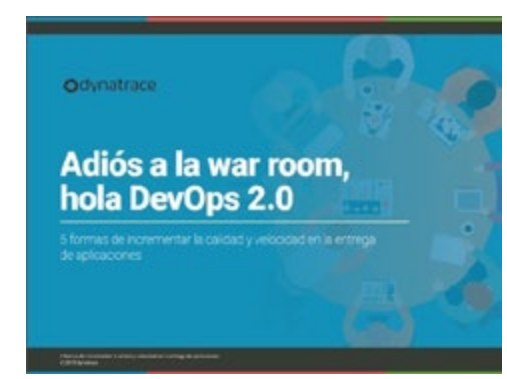 dynatrace
Adiós a la war room,
hola DevOps 2.0
5 formas de incrementar la calidad y velocidad en la entrega
de aplicaciones